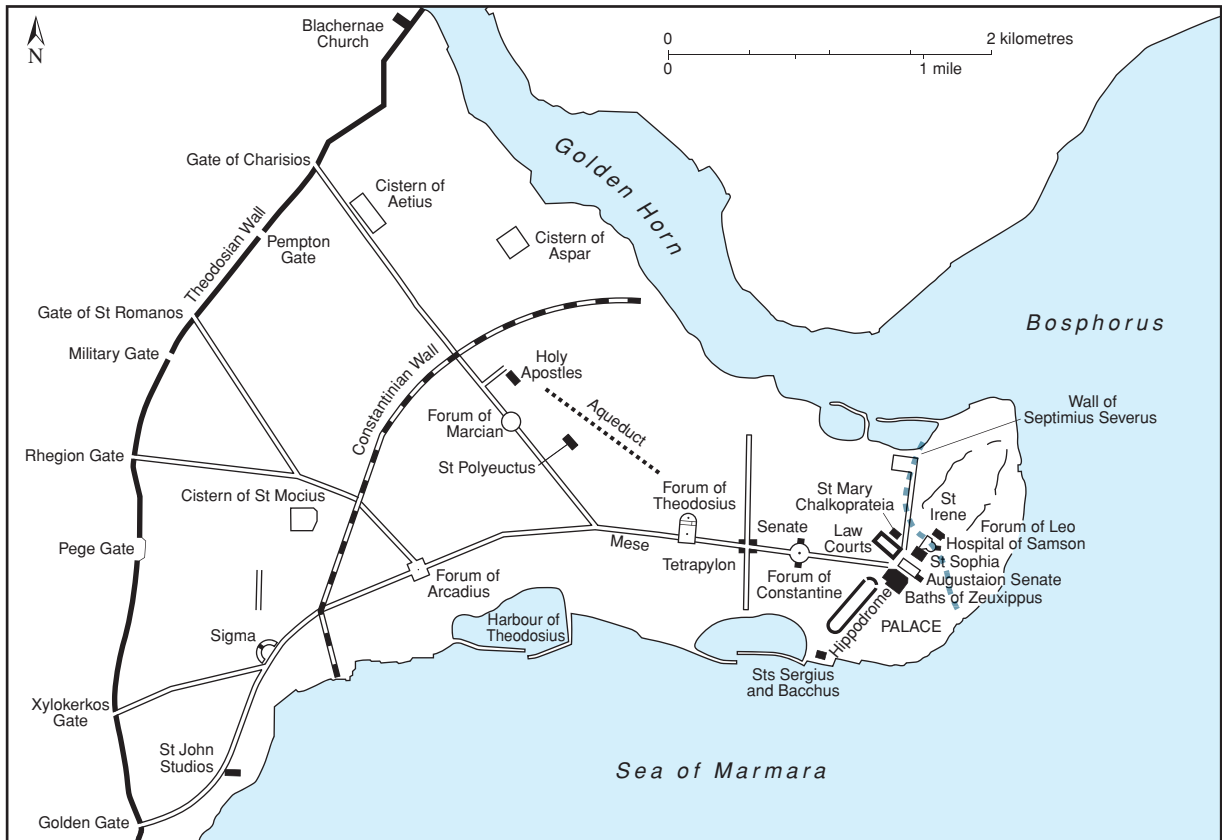 Blachernae
Church
N
0
2 kilometres
0
1 mile
Gate of Charisios
Golden Horn
Cistern of
Aetius
Theodosian Wall
Pempton
Gate
Cistern of
Aspar
Gate of St Romanos
Bosphorus
Military Gate
Constantinian Wall
Holy
Apostles
Aqueduct
Wall of
Septimius Severus
Forum of
Marcian
Rhegion Gate
St Polyeuctus
Cistern of St Mocius
Forum of
Theodosius
St Mary
Chalkoprateia
St
Irene
Senate
Law
Courts
Forum of Leo
Hospital of Samson
Pege Gate
Mese
St Sophia
Tetrapylon
Augustaion Senate
Forum of
Arcadius
Forum of
Constantine
Baths of Zeuxippus
Hippodrome
PALACE
Harbour of
Theodosius
Sigma
Sts Sergius
and Bacchus
Xylokerkos
Gate
St John
Studios
Sea of Marmara
Golden Gate